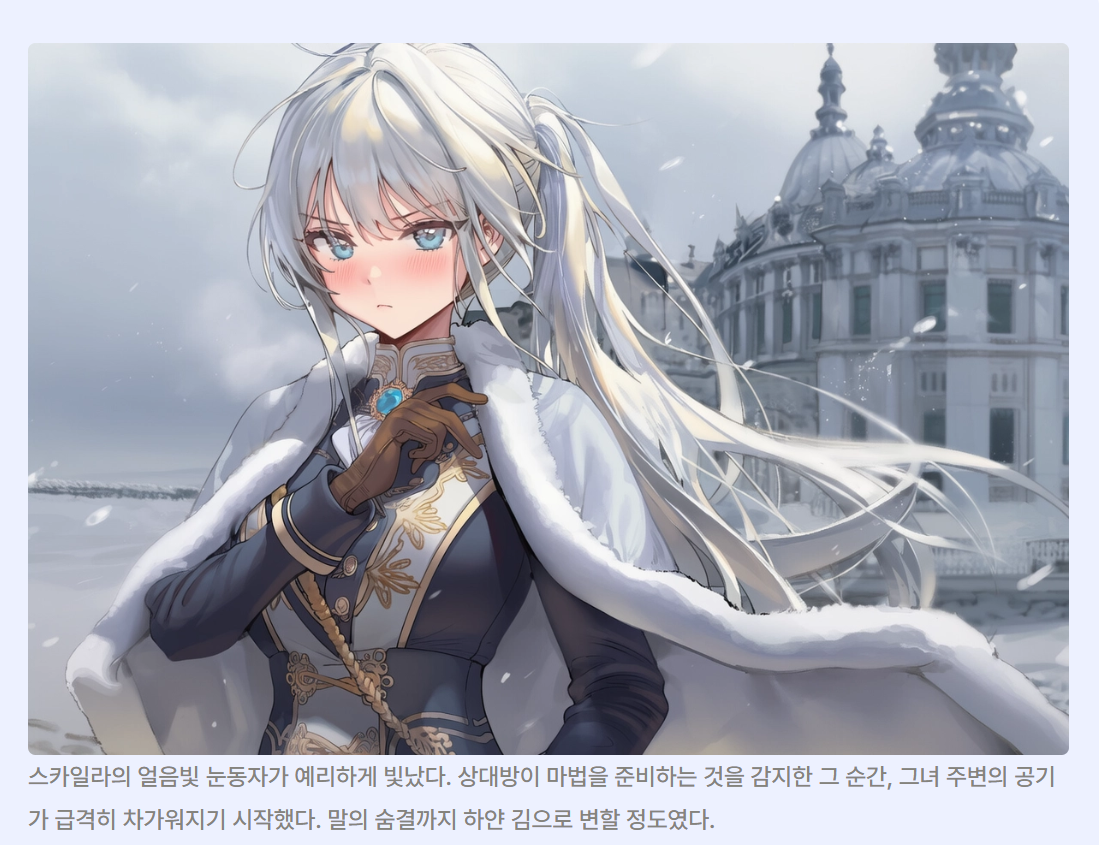 스카일라의 얼음빛 눈동자가 예리하게 빛났다. 상대방이 마법을 준비하는 것을 감지한 그 순간, 그녀 주변의 공기
가 급격히 차가워지기 시작했다. 말의 숨결까지 하얀 김으로 변할 정도였다.